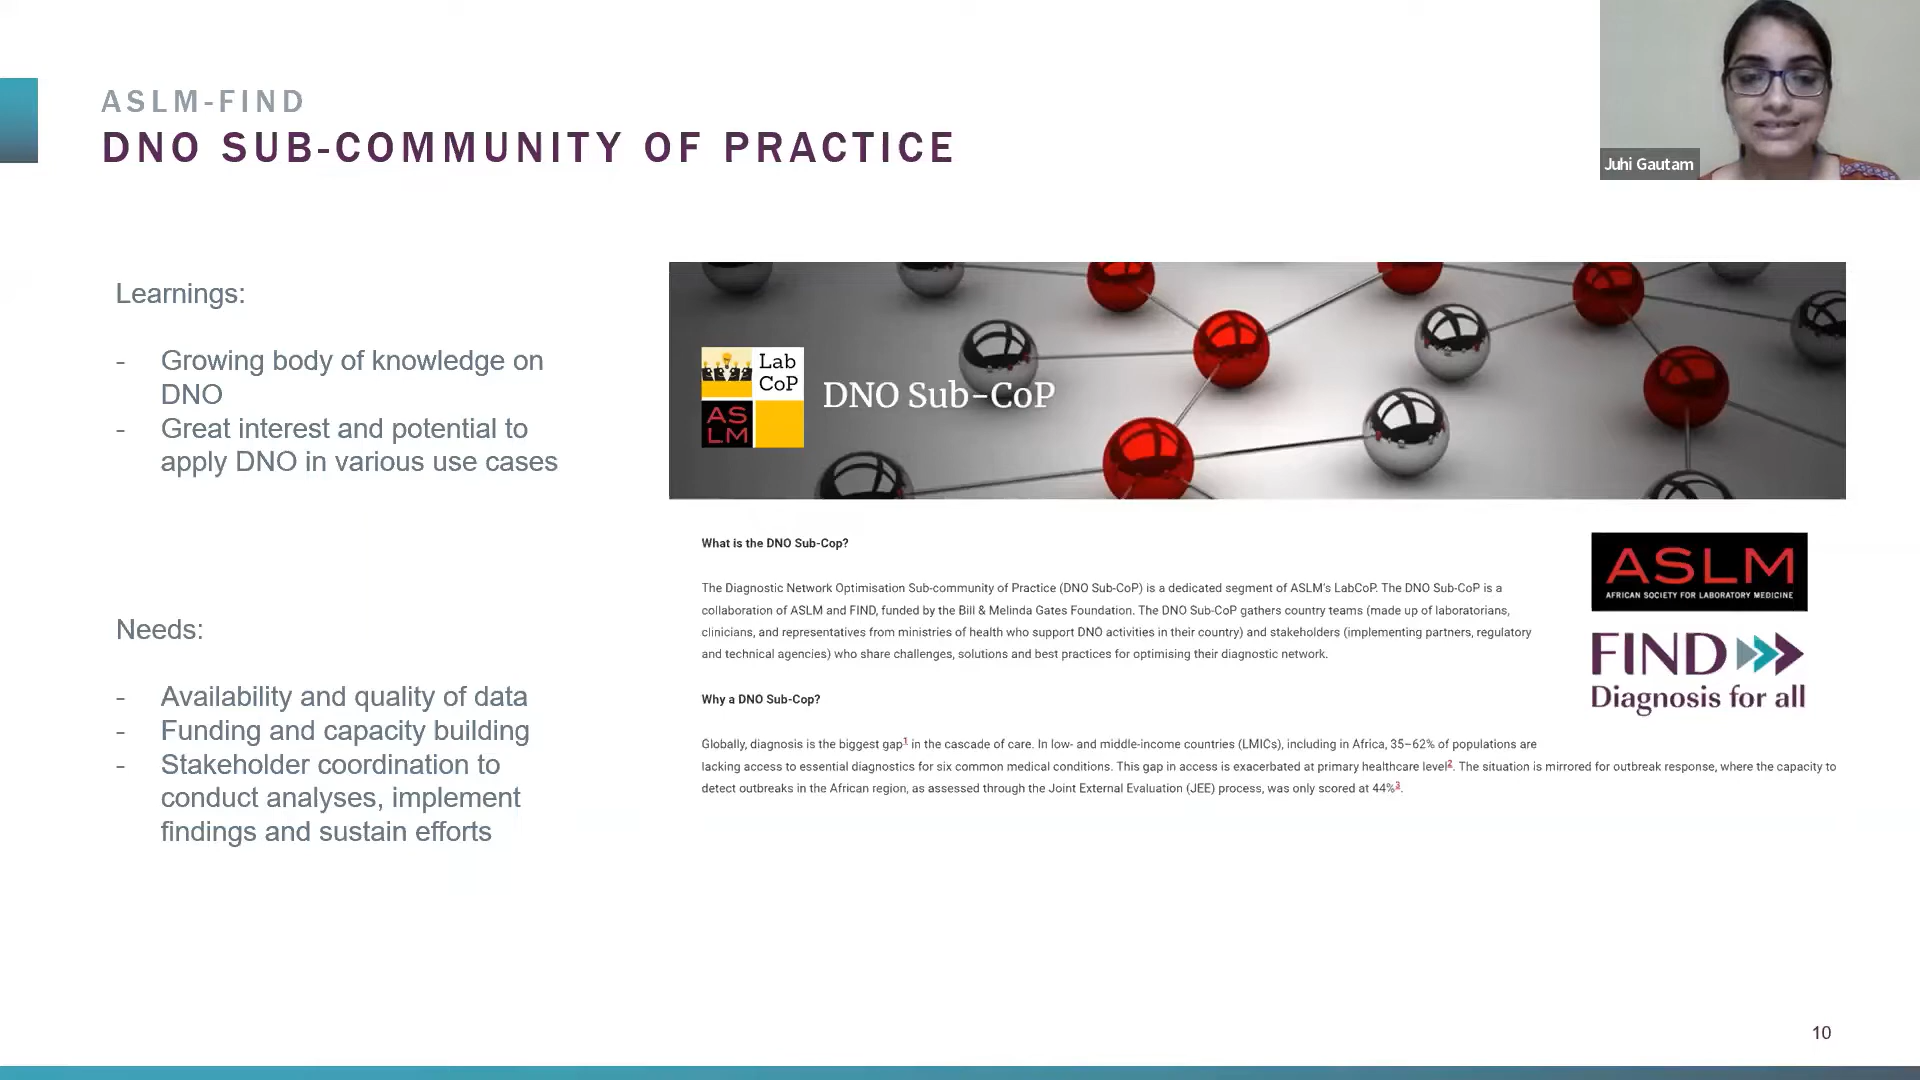 ASLM-FIND
DNO SUB-COMMUNITY OF PRACTICE
Juhi Gautam
Learnings:
- Growing body of knowledge on
DNO
- Great interest and potential to
apply DNO in various use cases
Needs:
- Availability and quality of data
- Funding and capacity building
- Stakeholder coordination to
conduct analyses, implement
findings and sustain efforts
Lab
CoP
AS
LM
DNO Sub-CoP
What is the DNO Sub-Cop?
The Diagnostic Network Optimisation Sub-community of Practice (DNO Sub-CoP) is a dedicated segment of ASLM's LabCoP. The DNO Sub-CoP is a
collaboration of ASLM and FIND, funded by the Bill & Melinda Gates Foundation. The DNO Sub-CoP gathers country teams (made up of laboratorians,
clinicians, and representatives from ministries of health who support DNO activities in their country) and stakeholders (implementing partners, regulatory
and technical agencies) who share challenges, solutions and best practices for optimising their diagnostic network.
Why a DNO Sub-Cop?
Globally, diagnosis is the biggest gap1 in the cascade of care. In low- and middle-income countries (LMICs), including in Africa, 35–62% of populations are
lacking access to essential diagnostics for six common medical conditions. This gap in access is exacerbated at primary healthcare level2. The situation is mirrored for outbreak response, where the capacity to
detect outbreaks in the African region, as assessed through the Joint External Evaluation (JEE) process, was only scored at 44%3.
ASLM
AFRICAN SOCIETY FOR LABORATORY MEDICINE
FIND
Diagnosis for all
10